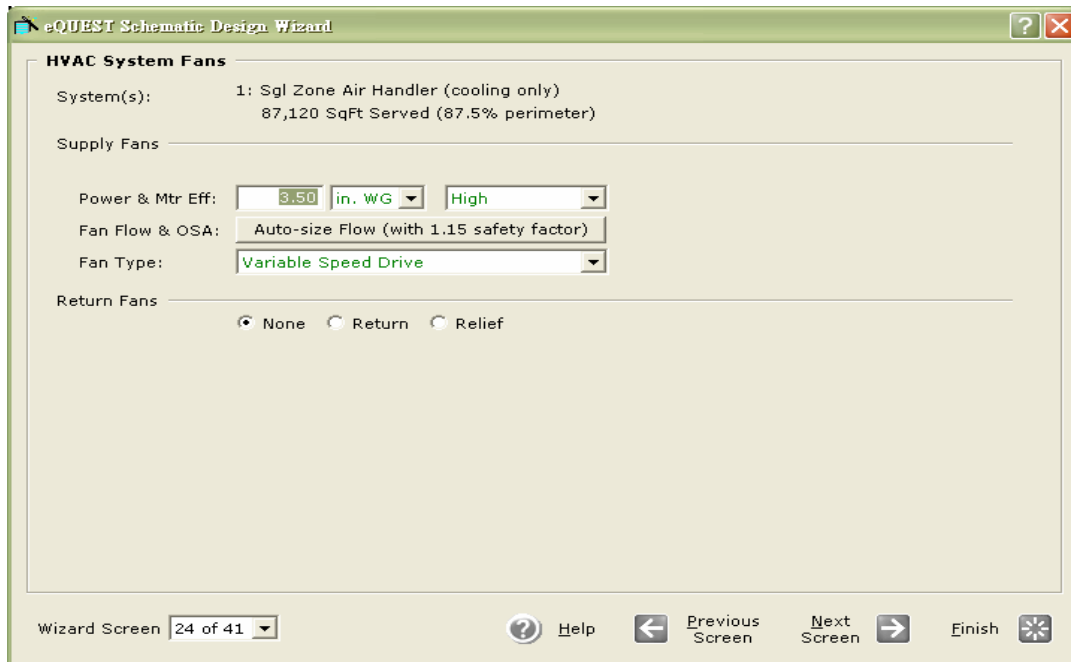 eQUEST Schematic Design Wizard
HVAC System Fans
System(s): 1: Sgl Zone Air Handler (cooling only)
87,120 SqFt Served (87.5% perimeter)
Supply Fans
Power & Mtr Eff: 3.50 in. WG High
Fan Flow & OSA: Auto-size Flow (with 1.15 safety factor)
Fan Type: Variable Speed Drive
Return Fans
None Return Relief
Wizard Screen 24 of 41 Help Previous Screen Next Screen Finish